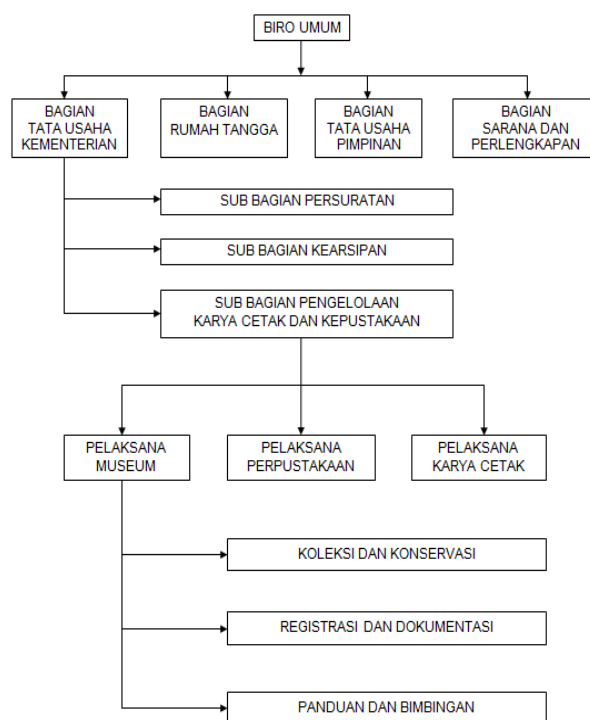 BIRO UMUM
BAGIAN
TATA USAHA
KEMENTERIAN
BAGIAN
RUMAH TANGGA
BAGIAN
TATA USAHA
PIMPINAN
BAGIAN
SARANA DAN
PERLENGKAPAN
SUB BAGIAN PERSURATAN
SUB BAGIAN KEARSIPAN
SUB BAGIAN PENGELOLAAN
KARYA CETAK DAN KEPUSTAKAAN
PELAKSANA
MUSEUM
PELAKSANA
PERPUSTAKAAN
PELAKSANA
KARYA CETAK
KOLEKSI DAN KONSERVASI
REGISTRASI DAN DOKUMENTASI
PANDUAN DAN BIMBINGAN